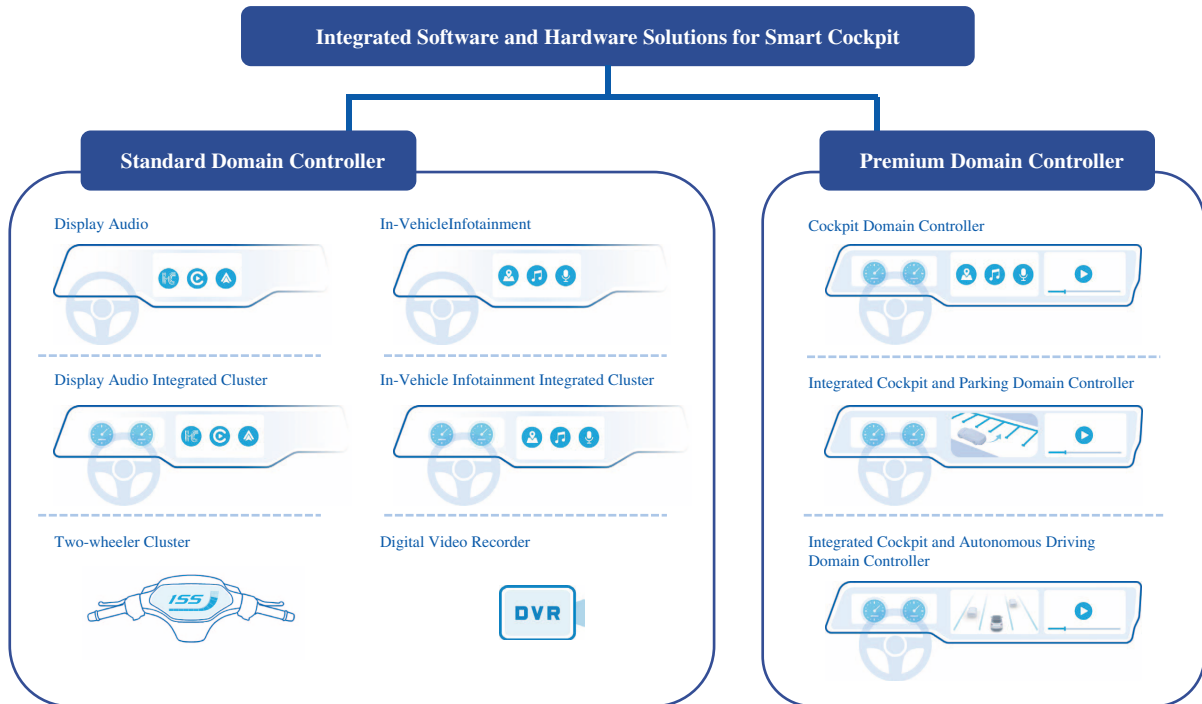 Integrated Software and Hardware Solutions for Smart Cockpit
Standard Domain Controller
Display Audio
In-VehicleInfotainment
Display Audio Integrated Cluster
In-Vehicle Infotainment Integrated Cluster
Two-wheeler Cluster
Digital Video Recorder
ISS
DVR
Premium Domain Controller
Cockpit Domain Controller
Integrated Cockpit and Parking Domain Controller
Integrated Cockpit and Autonomous Driving
Domain Controller